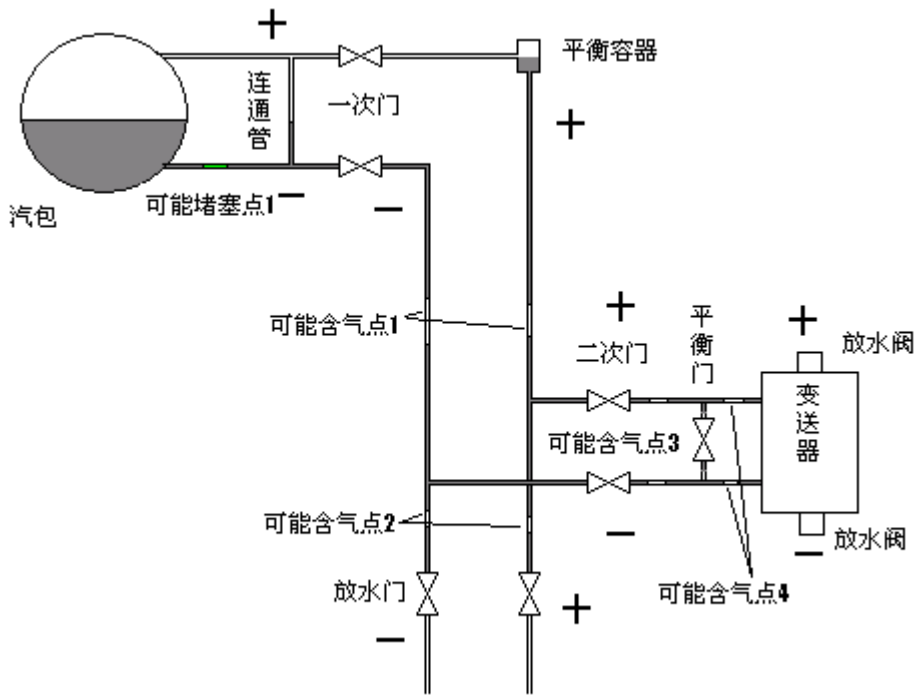 +
平衡容器
连通管
一次门
+
可能堵塞点1
−
−
汽包
可能含气点1
+
平衡门
+
放水阀
二次门
变送器
可能含气点3
可能含气点2
−
−
放水阀
放水门
可能含气点4
+
−